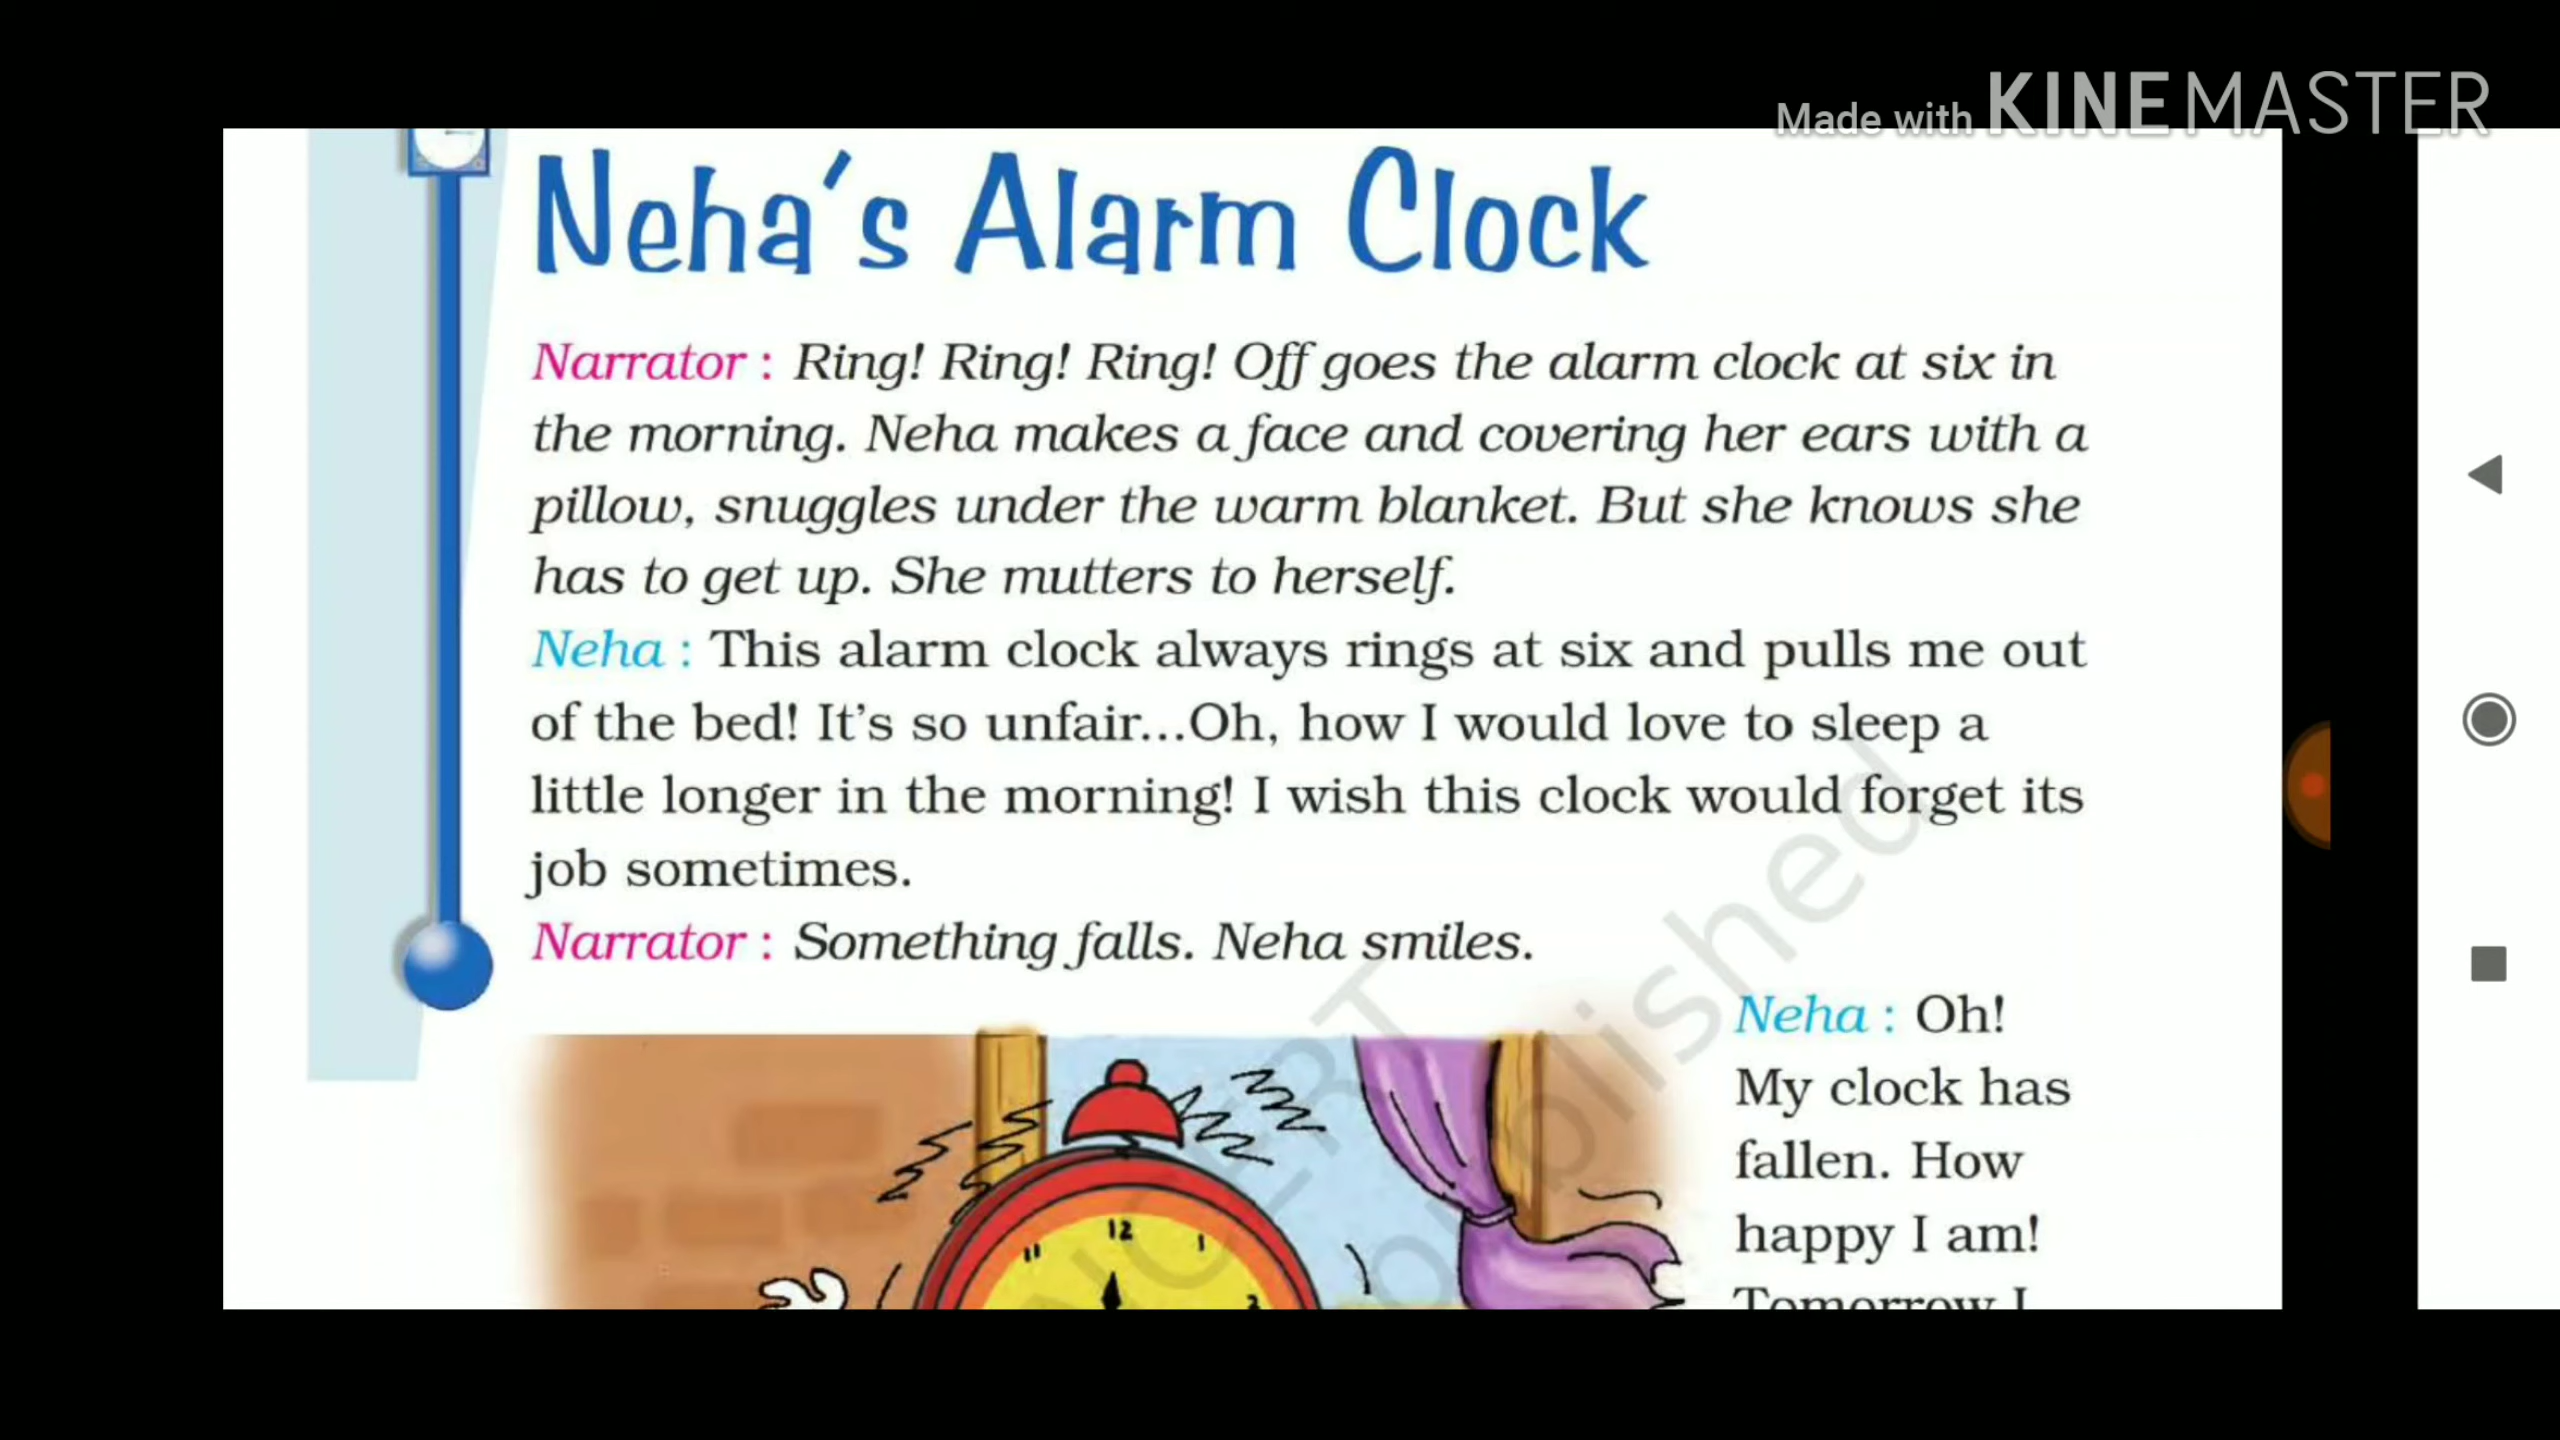 Made with KINEMASTER
Neha's Alarm Clock
Narrator : Ring! Ring! Ring! Off goes the alarm clock at six in
the morning. Neha makes a face and covering her ears with a
pillow, snuggles under the warm blanket. But she knows she
has to get up. She mutters to herself.
Neha : This alarm clock always rings at six and pulls me out
of the bed! It's so unfair...Oh, how I would love to sleep a
little longer in the morning! I wish this clock would forget its
job sometimes.
Narrator : Something falls. Neha smiles.
Neha : Oh!
My clock has
fallen. How
happy I am!
Tomorrow I
11 12 1
2